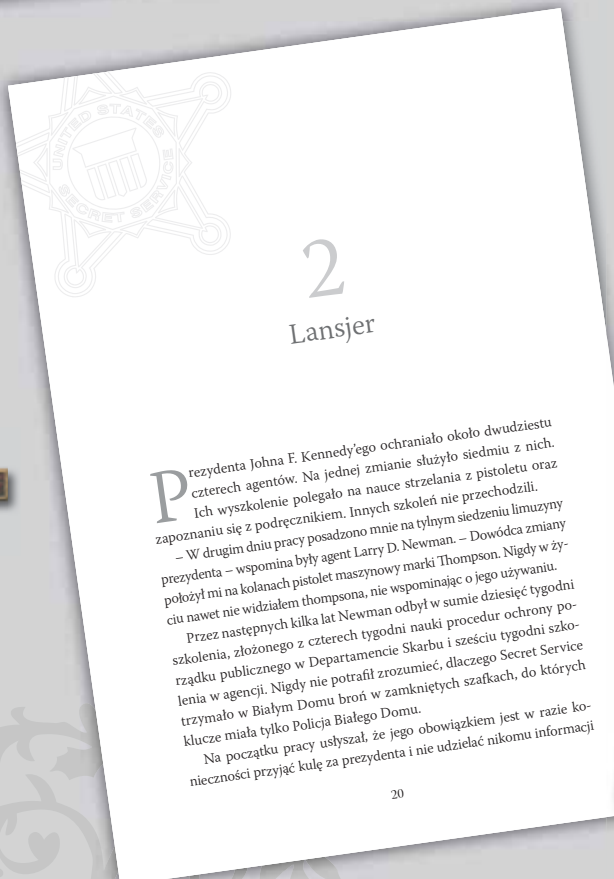 UNITED STATES
SECRET SERVICE
2
Lansjer
Prezydenta Johna F. Kennedy'ego ochraniało około dwudziestu
czterech agentów. Na jednej zmianie służyło siedmiu z nich.
Ich wyszkolenie polegało na nauce strzelania z pistoletu oraz
zapoznaniu się z podręcznikiem. Innych szkoleń nie przechodzili.
– W drugim dniu pracy posadzono mnie na tylnym siedzeniu limuzyny
prezydenta – wspomina były agent Larry D. Newman. – Dowódca zmiany
położył mi na kolanach pistolet maszynowy marki Thompson. Nigdy w ży-
ciu nawet nie widziałem thompsona, nie wspominając o jego używaniu.
Przez następnych kilka lat Newman odbył w sumie dziesięć tygodni
szkolenia, złożonego z czterech tygodni nauki procedur ochrony po-
rządku publicznego w Departamencie Skarbu i sześciu tygodni szko-
lenia w agencji. Nigdy nie potrafił zrozumieć, dlaczego Secret Service
trzymało w Białym Domu broń w zamkniętych szafkach, do których
klucze miała tylko Policja Białego Domu.
Na początku pracy usłyszał, że jego obowiązkiem jest w razie ko-
nieczności przyjąć kulę za prezydenta i nie udzielać nikomu informacji
20